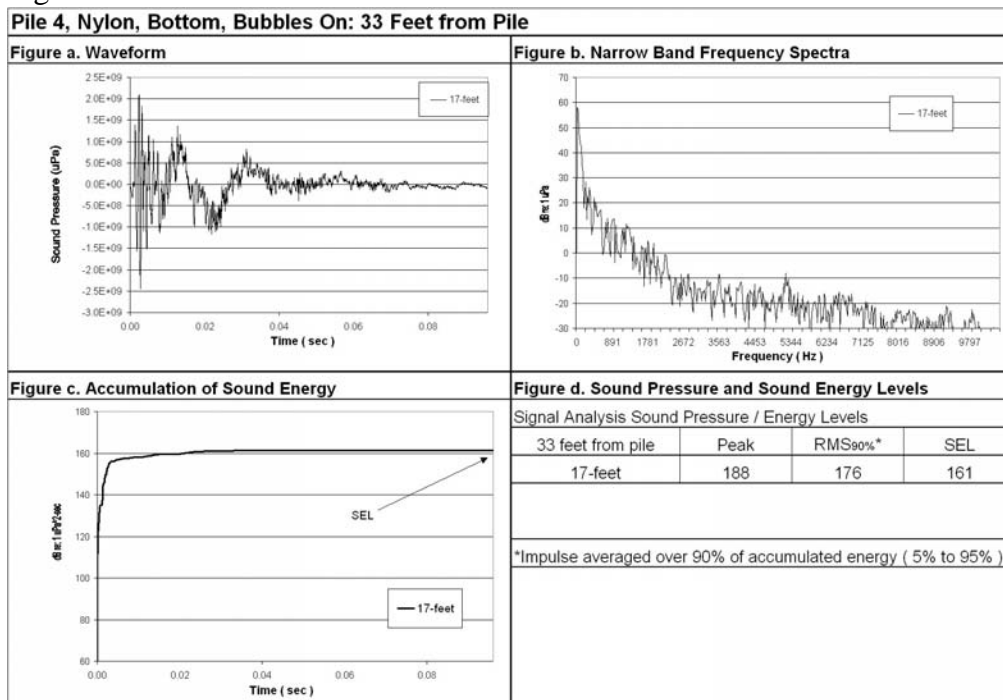 Pile 4, Nylon, Bottom, Bubbles On: 33 Feet from Pile
Figure a. Waveform
2.5E+09
2.0E+09
1.5E+09
1.0E+09
5.0E+08
0.0E+00
-5.0E+08
-1.0E+09
-1.5E+09
-2.0E+09
-2.5E+09
-3.0E+09
Sound Pressure (uPa)
17-feet
0.00 0.02 0.04 0.06 0.08
Time ( sec )
Figure b. Narrow Band Frequency Spectra
70
60
50
40
30
20
10
0
-10
-20
-30
dB re: 1 uPa
17-feet
0 891 1781 2672 3563 4453 5344 6234 7125 8016 8906 9797
Frequency ( Hz )
Figure c. Accumulation of Sound Energy
180
160
140
120
100
80
60
SEL
17-feet
0.00 0.02 0.04 0.06 0.08
Time ( sec )
Figure d. Sound Pressure and Sound Energy Levels
Signal Analysis Sound Pressure / Energy Levels
33 feet from pile Peak RMS90%* SEL
17-feet 188 176 161
*Impulse averaged over 90% of accumulated energy ( 5% to 95% )